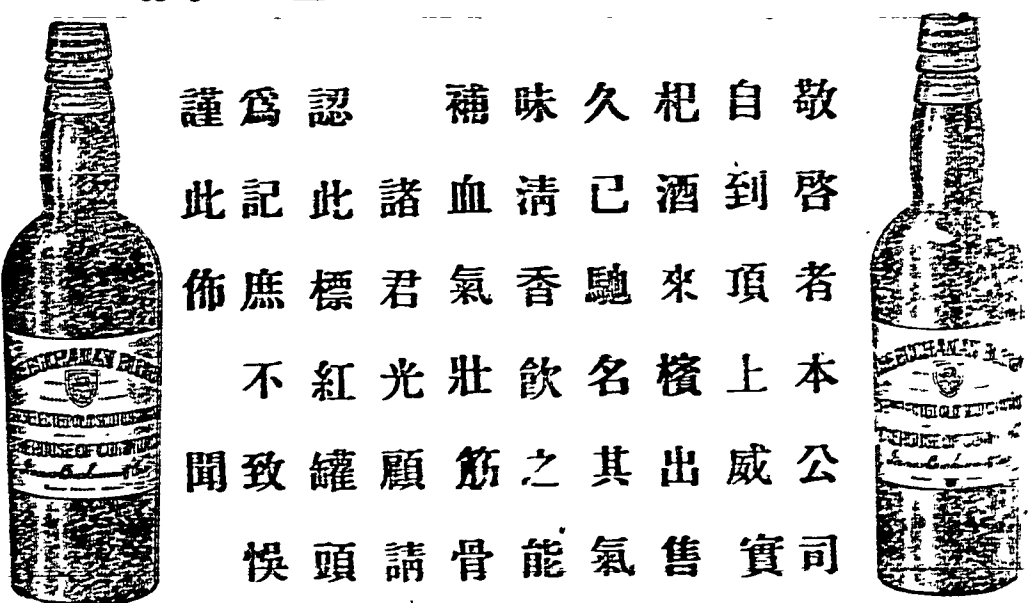 敬啓者本公司
自到頂上威實
杞酒來檳出售
久已馳名其氣
味清香飲之能
補血氣壯筋骨
諸君光顧請
認此標紅罐頭
爲記庶不致悞
謹此佈聞